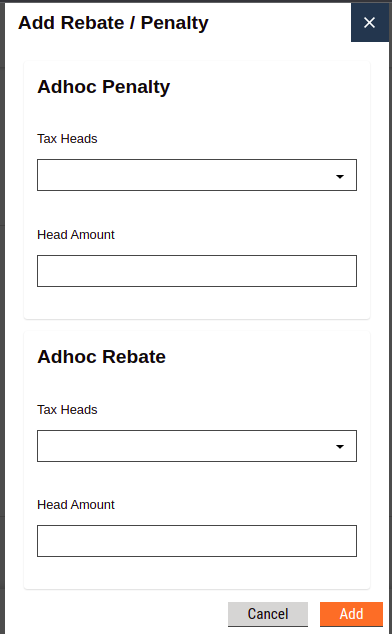 Add Rebate / Penalty
Adhoc Penalty
Tax Heads
Head Amount
Adhoc Rebate
Tax Heads
Head Amount
Cancel
Add